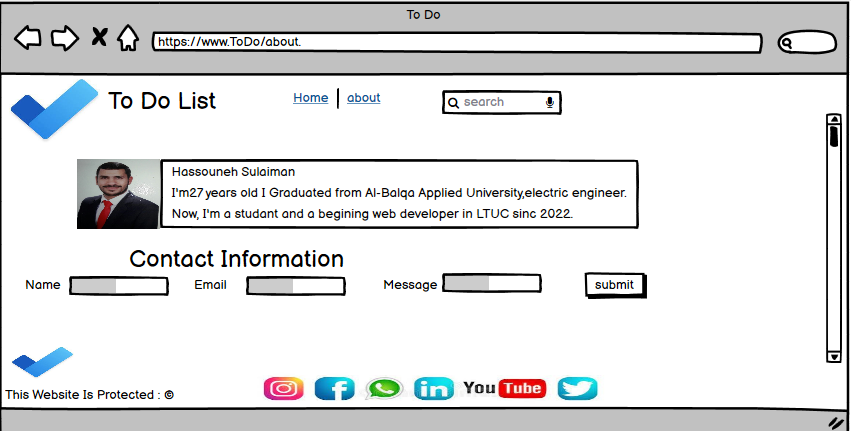 To Do
https://www.ToDo/about.
To Do List
Home about
search
Hassouneh Sulaiman
I'm27 years old I Graduated from Al-Balqa Applied University,electric engineer.
Now, I'm a studant and a begining web developer in LTUC sinc 2022.
Contact Information
Name Email Message submit
This Website Is Protected : ©
in You Tube